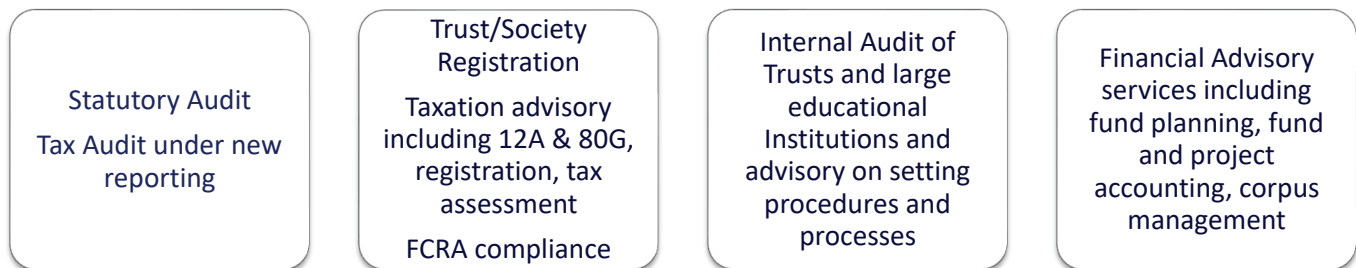 Statutory Audit
Tax Audit under new
reporting
Trust/Society
Registration
Taxation advisory
including 12A & 80G,
registration, tax
assessment
FCRA compliance
Internal Audit of
Trusts and large
educational
Institutions and
advisory on setting
procedures and
processes
Financial Advisory
services including
fund planning, fund
and project
accounting, corpus
management